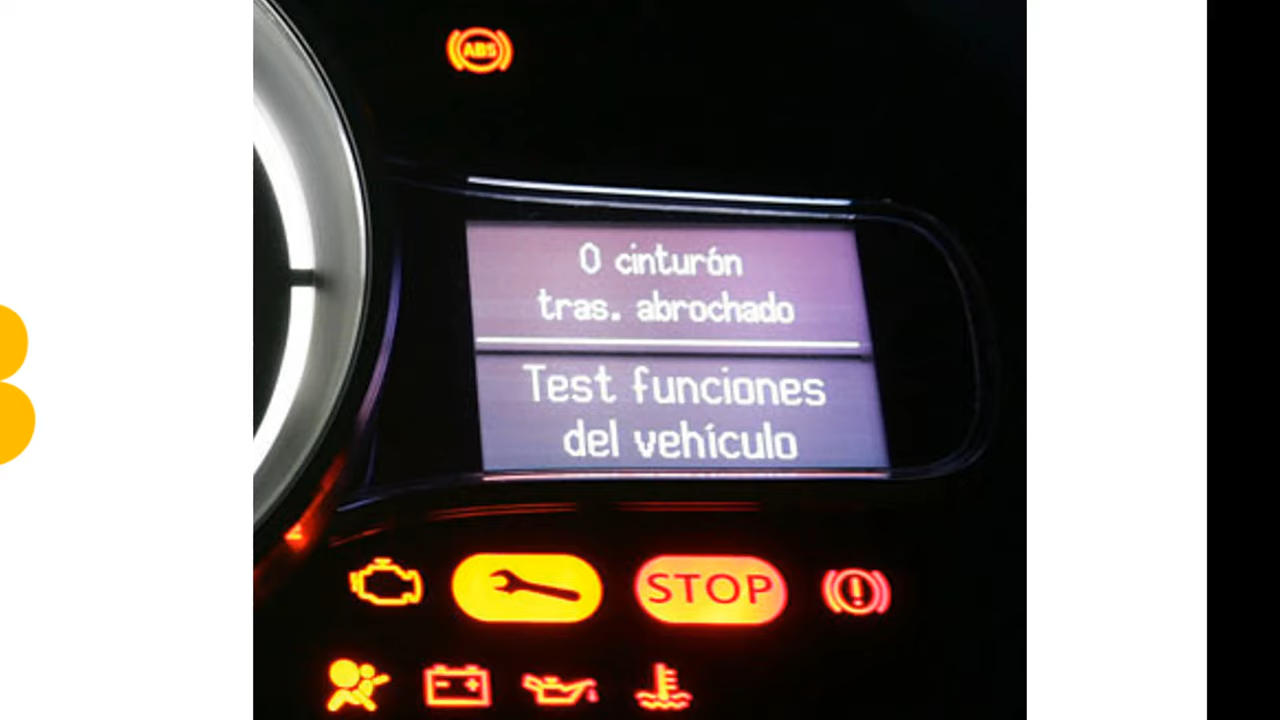 ABS
0 cinturón
tras. abrochado
Test funciones
del vehículo
STOP